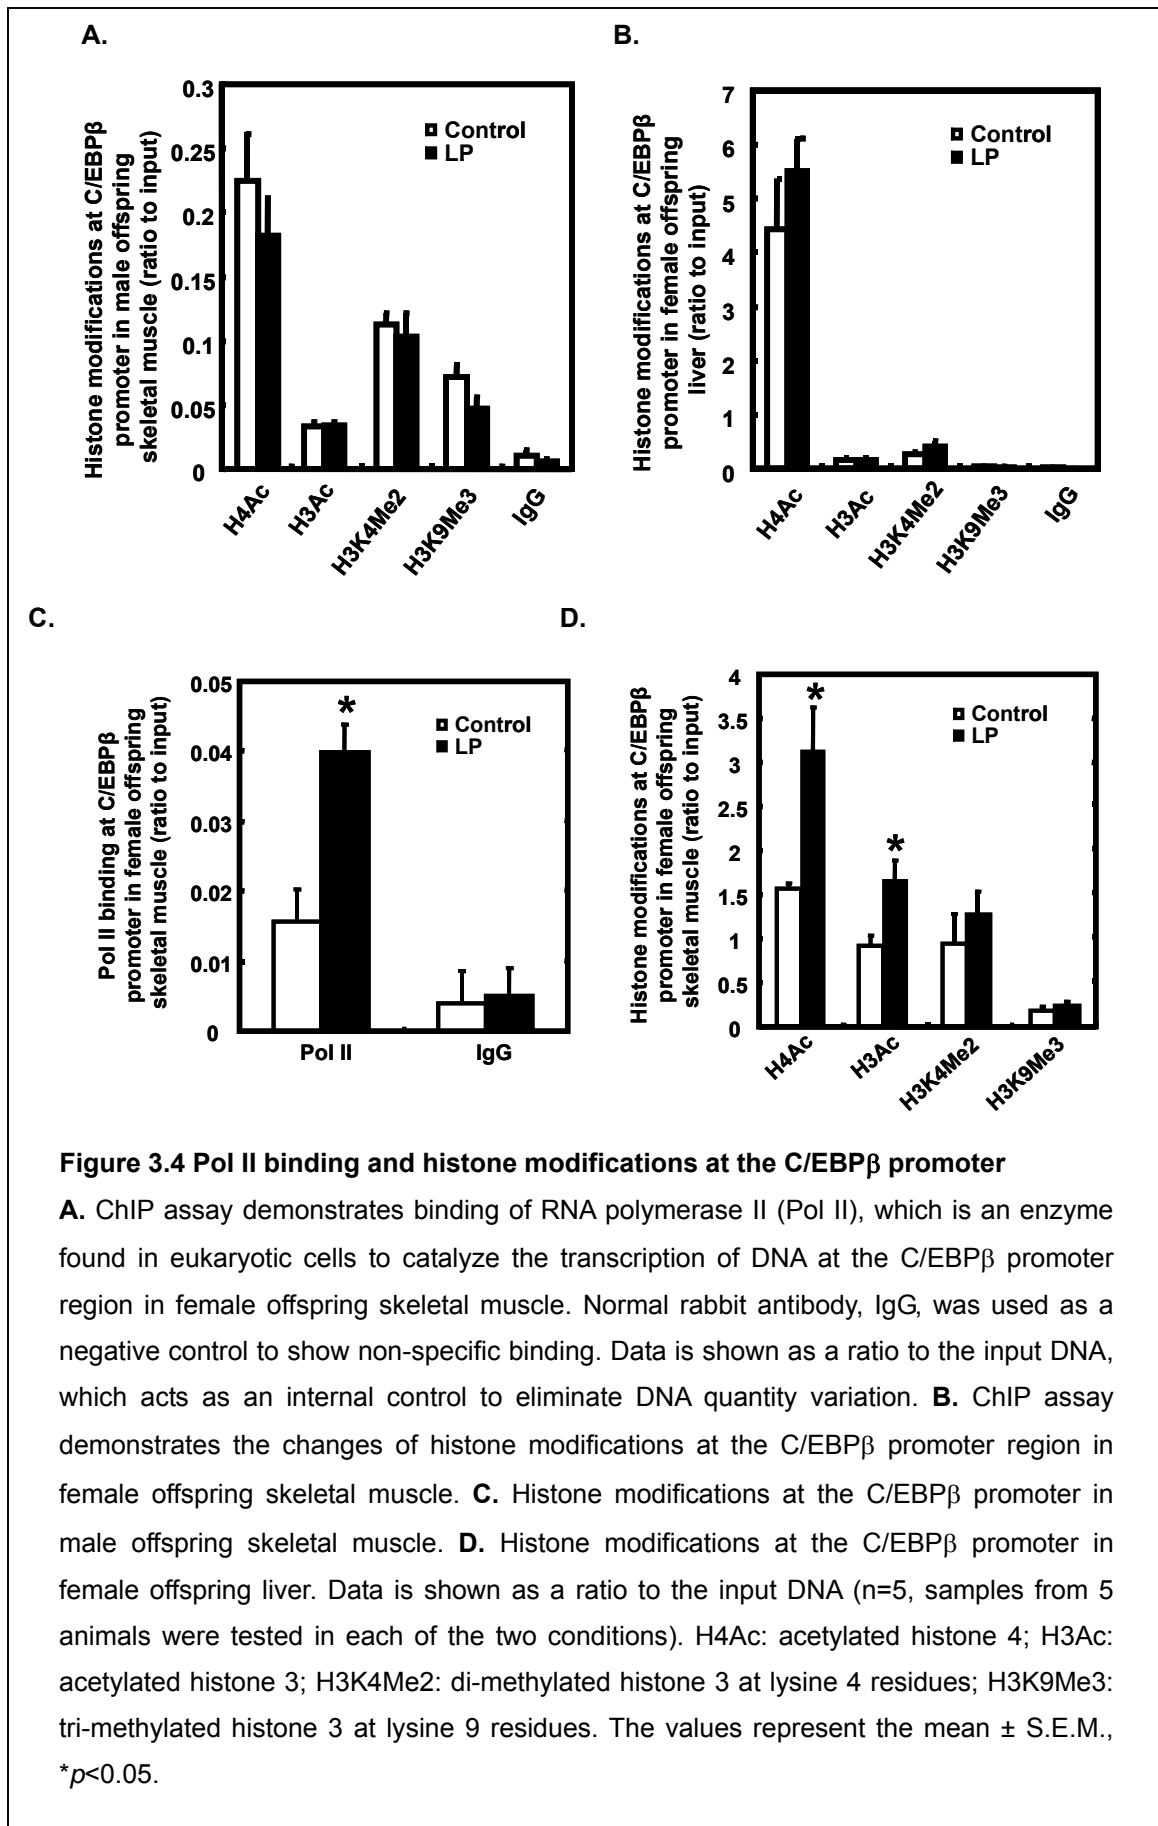 A.
Histone modifications at C/EBPβ
promoter in male offspring
skeletal muscle (ratio to input)
0.3
0.25
0.2
0.15
0.1
0.05
0
Control
LP
H4Ac
H3Ac
H3K4Me2
H3K9Me3
IgG
B.
Histone modifications at C/EBPβ
promoter in female offspring
liver (ratio to input)
7
6
5
4
3
2
1
0
Control
LP
H4Ac
H3Ac
H3K4Me2
H3K9Me3
IgG
C.
Pol II binding at C/EBPβ
promoter in female offspring
skeletal muscle (ratio to input)
0.05
0.04
0.03
0.02
0.01
0
*
Control
LP
Pol II
IgG
D.
Histone modifications at C/EBPβ
promoter in female offspring
skeletal muscle (ratio to input)
4
3.5
3
2.5
2
1.5
1
0.5
0
*
*
Control
LP
H4Ac
H3Ac
H3K4Me2
H3K9Me3
Figure 3.4 Pol II binding and histone modifications at the C/EBPβ promoter
A. ChIP assay demonstrates binding of RNA polymerase II (Pol II), which is an enzyme
found in eukaryotic cells to catalyze the transcription of DNA at the C/EBPβ promoter
region in female offspring skeletal muscle. Normal rabbit antibody, IgG, was used as a
negative control to show non-specific binding. Data is shown as a ratio to the input DNA,
which acts as an internal control to eliminate DNA quantity variation. B. ChIP assay
demonstrates the changes of histone modifications at the C/EBPβ promoter region in
female offspring skeletal muscle. C. Histone modifications at the C/EBPβ promoter in
male offspring skeletal muscle. D. Histone modifications at the C/EBPβ promoter in
female offspring liver. Data is shown as a ratio to the input DNA (n=5, samples from 5
animals were tested in each of the two conditions). H4Ac: acetylated histone 4; H3Ac:
acetylated histone 3; H3K4Me2: di-methylated histone 3 at lysine 4 residues; H3K9Me3:
tri-methylated histone 3 at lysine 9 residues. The values represent the mean ± S.E.M.,
*p<0.05.